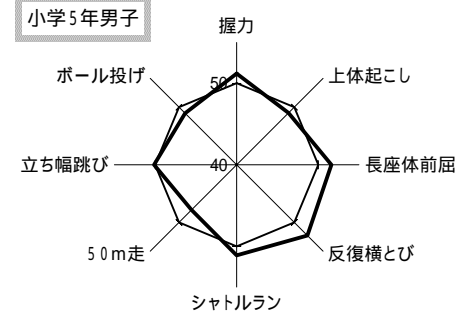 小学5年男子
握力
ボール投げ
50
上体起こし
立ち幅跳び
40
長座体前屈
50m走
反復横とび
シャトルラン